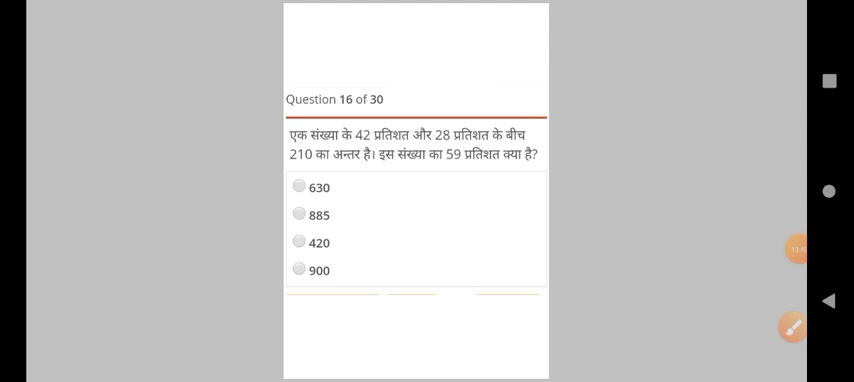 Question 16 of 30
एक संख्या के 42 प्रतिशत और 28 प्रतिशत के बीच
210 का अन्तर है। इस संख्या का 59 प्रतिशत क्या है?
630
885
420
900